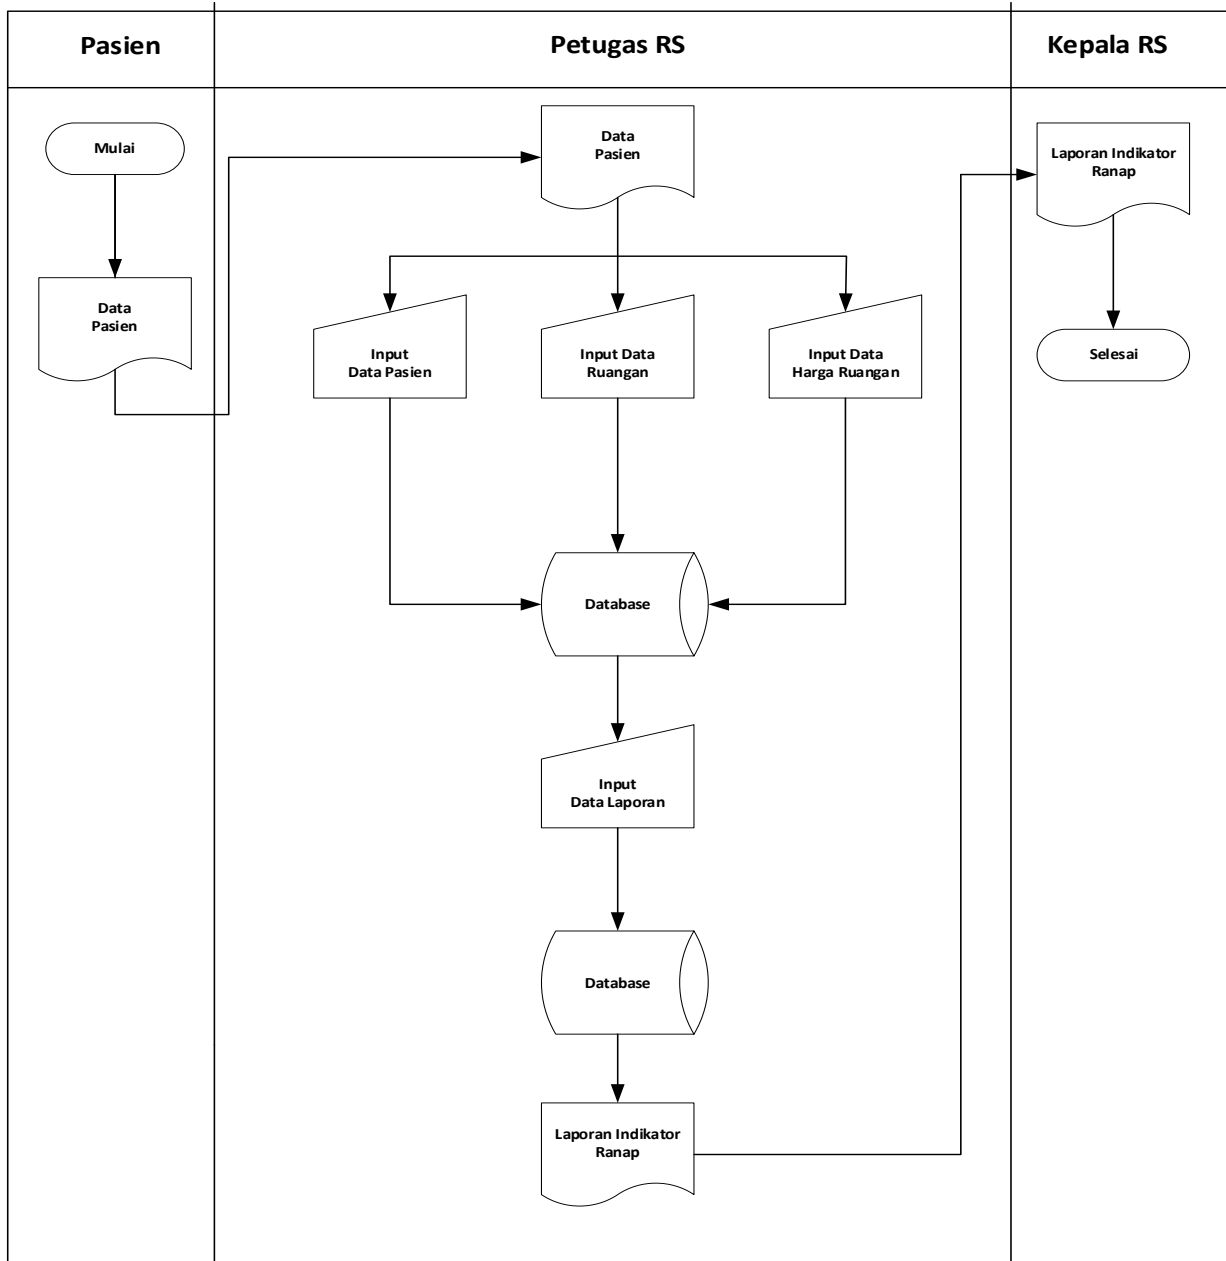 Pasien
Petugas RS
Kepala RS
Mulai
Data
Pasien
Data
Pasien
Input
Data Pasien
Input Data
Ruangan
Input Data
Harga Ruangan
Database
Input
Data Laporan
Database
Laporan Indikator
Ranap
Laporan Indikator
Ranap
Selesai